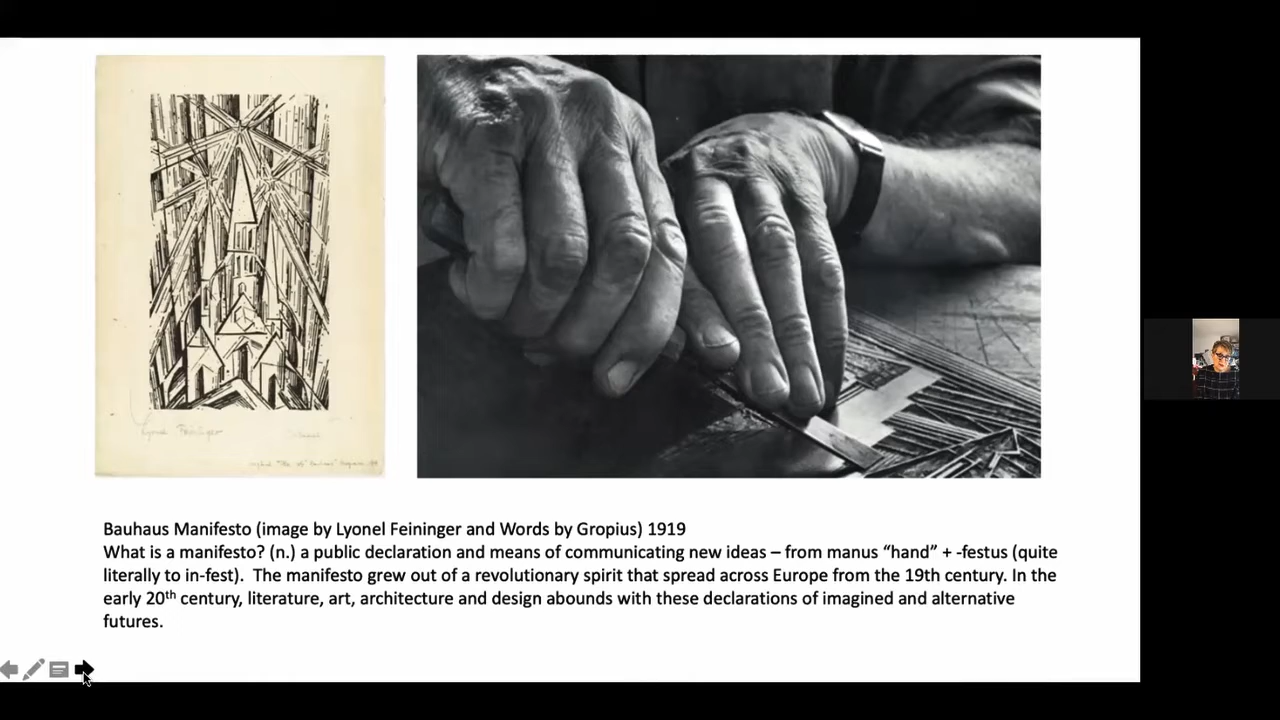 Lyonel Feininger
Bauhaus Manifesto (image by Lyonel Feininger and Words by Gropius) 1919
What is a manifesto? (n.) a public declaration and means of communicating new ideas – from manus “hand” + -festus (quite
literally to in-fest).  The manifesto grew out of a revolutionary spirit that spread across Europe from the 19th century. In the
early 20th century, literature, art, architecture and design abounds with these declarations of imagined and alternative
futures.